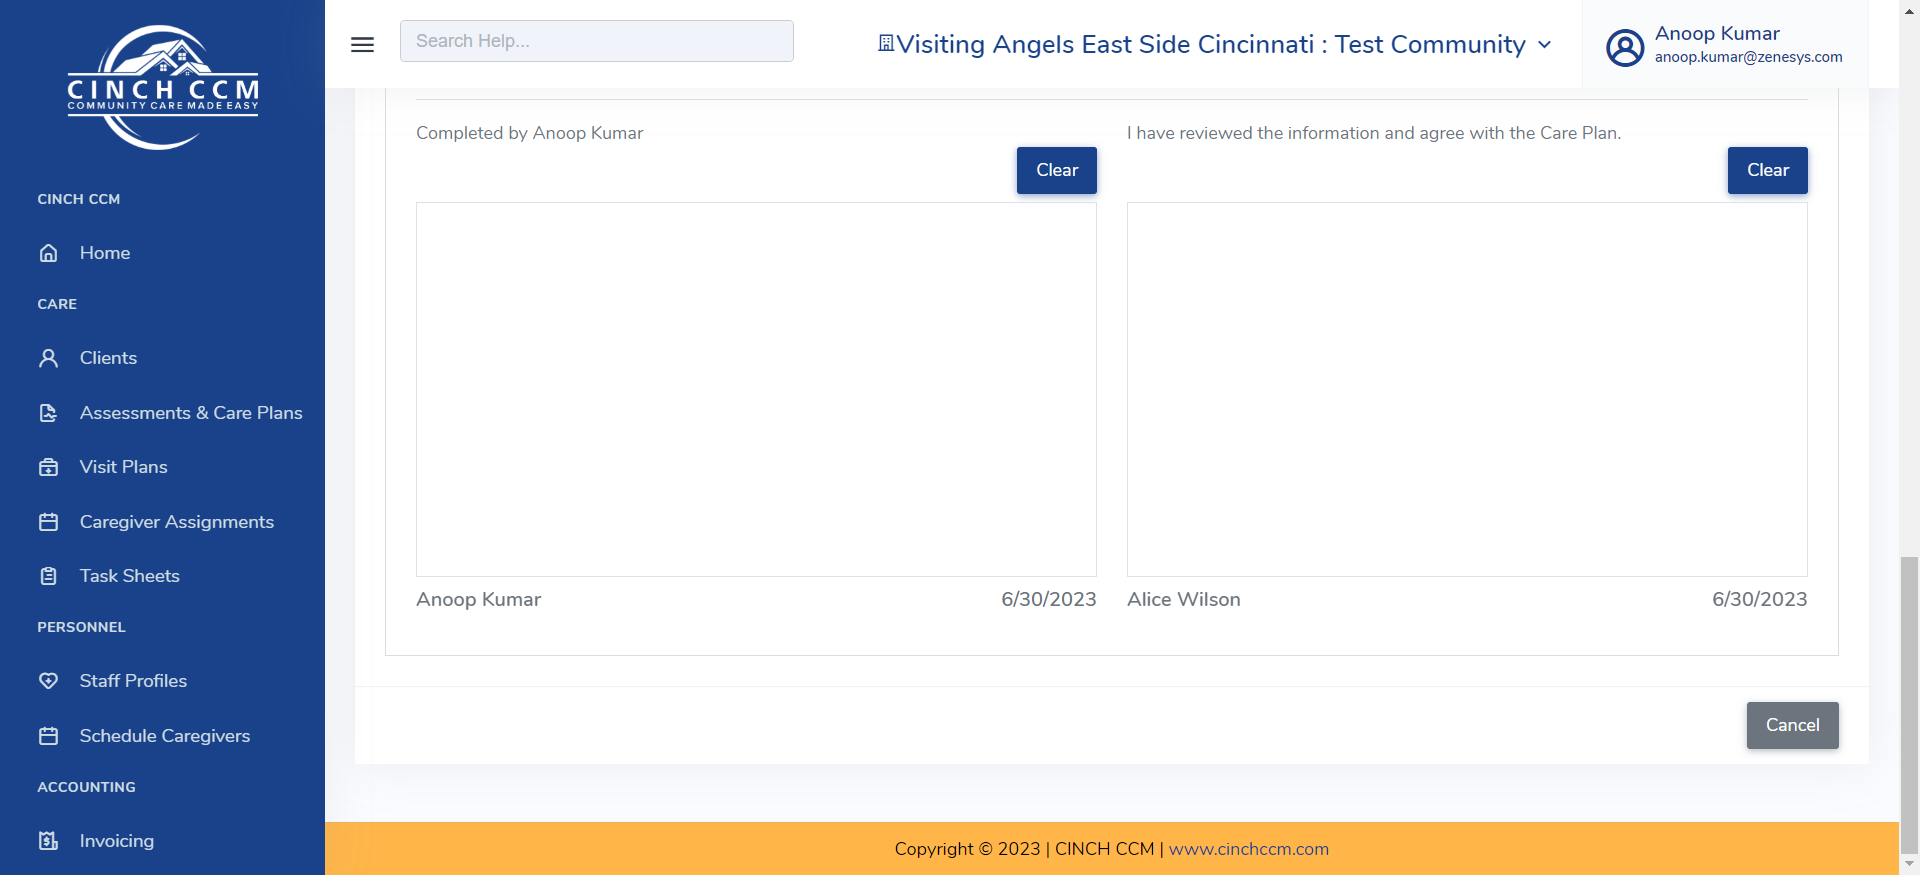 CINCH CCM
COMMUNITY CARE MADE EASY
CINCH CCM
Home
CARE
Clients
Assessments & Care Plans
Visit Plans
Caregiver Assignments
Task Sheets
PERSONNEL
Staff Profiles
Schedule Caregivers
ACCOUNTING
Invoicing
Search Help...
Visiting Angels East Side Cincinnati : Test Community
Anoop Kumar
anoop.kumar@zenesys.com
Completed by Anoop Kumar
Clear
Anoop Kumar 6/30/2023
I have reviewed the information and agree with the Care Plan.
Clear
Alice Wilson 6/30/2023
Cancel
Copyright © 2023 | CINCH CCM | www.cinchccm.com